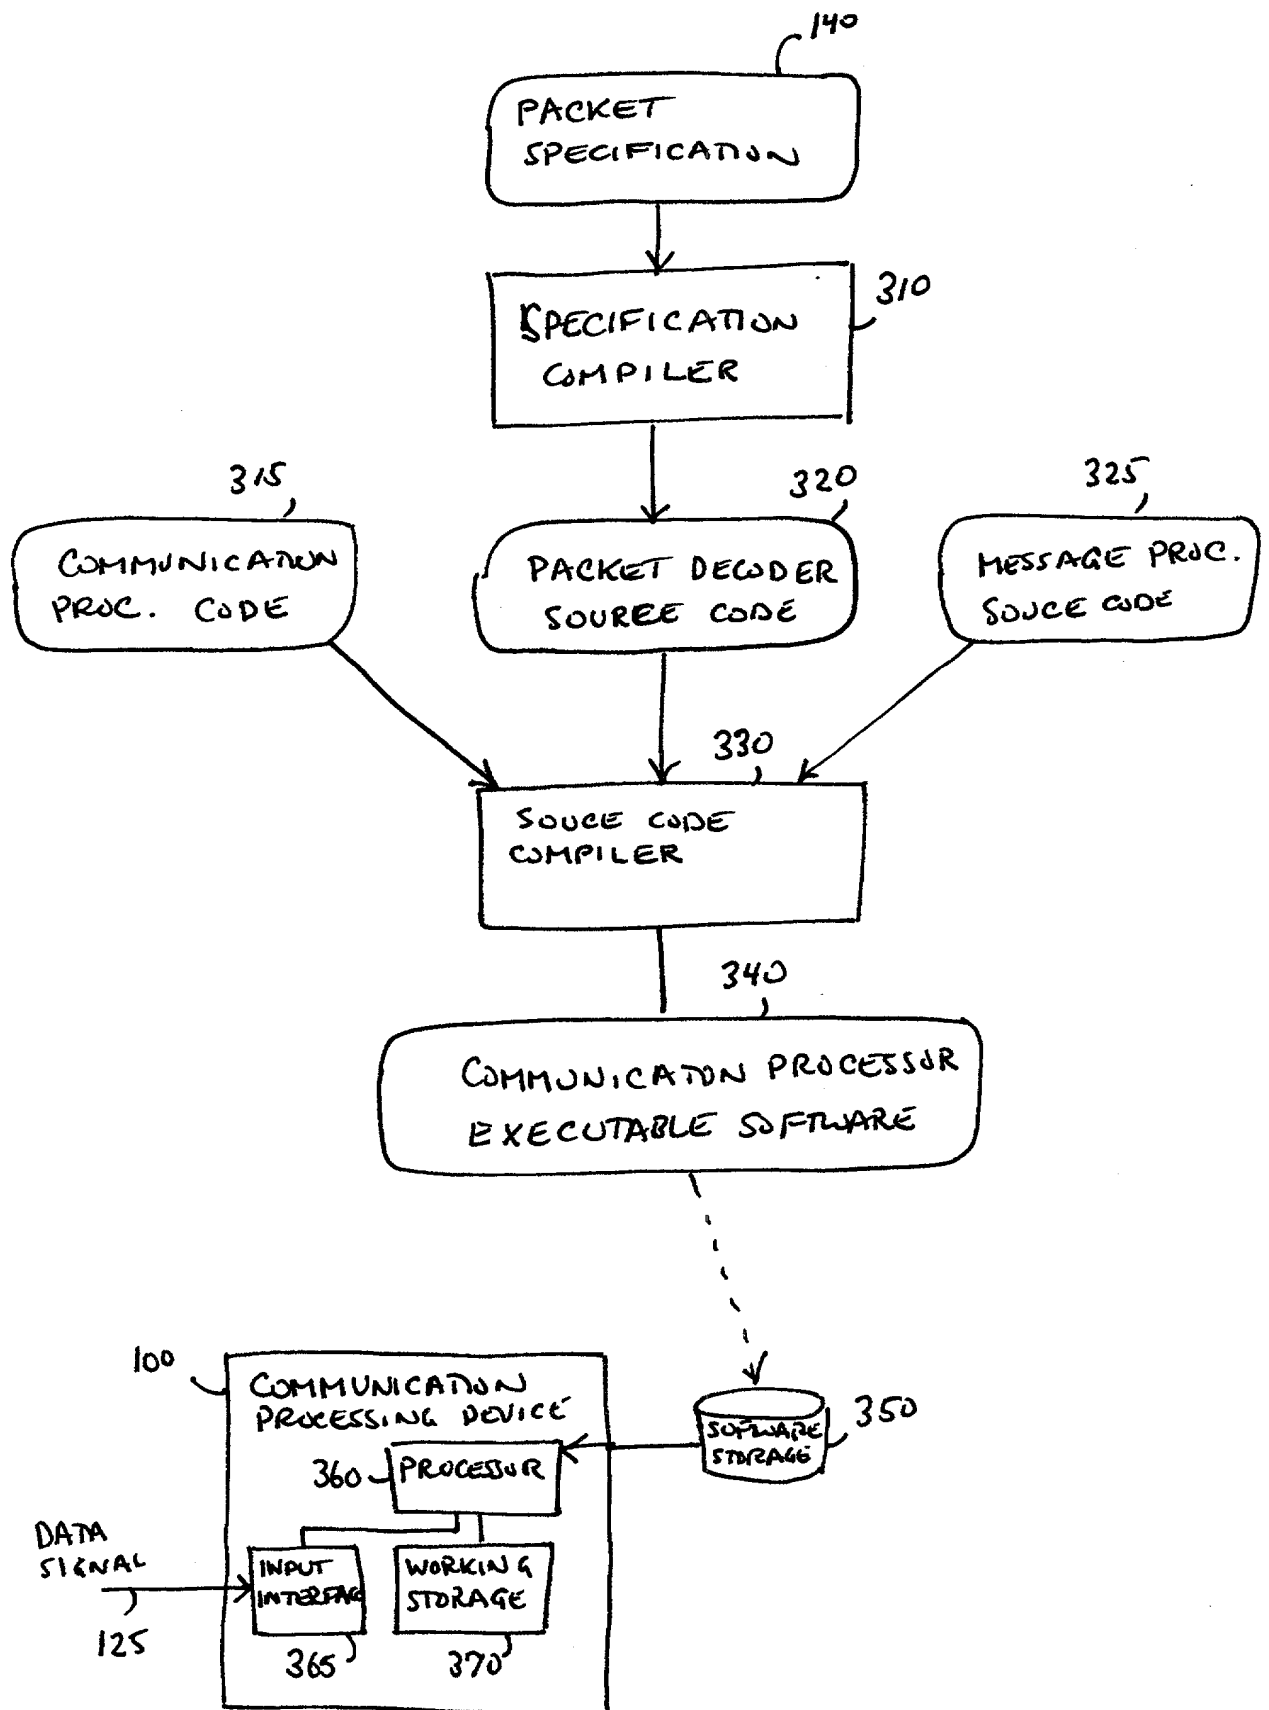 140
PACKET
SPECIFICATION
310
SPECIFICATION
COMPILER
315
320
325
COMMUNICATION
PROC. CODE
PACKET DECODER
SOUREE CODE
MESSAGE PROC.
SOUCE CODE
330
SOUCE CODE
COMPILER
340
COMMUNICATON PROCESSOR
EXECUTABLE SOFTWARE
100
COMMUNICATION
PROCESSING DEVICE
350
SOFTWARE
STORAGE
360
PROCESSOR
DATA
SIGNAL
125
INPUT
INTERFAC
365
WORKING
STORAGE
370